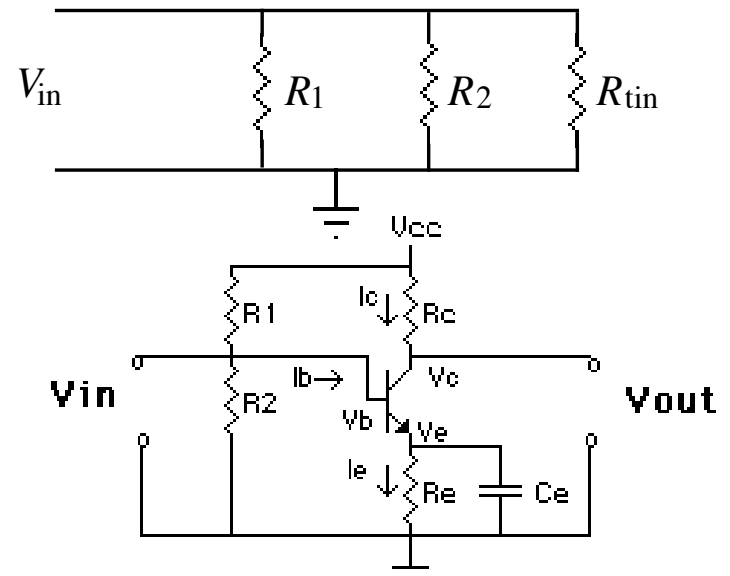 Vin R1 R2 Rtin
Vcc
R1 Ic Rc
Vin R2 Ib Vb Vc Ve Vout
Ie Re Ce